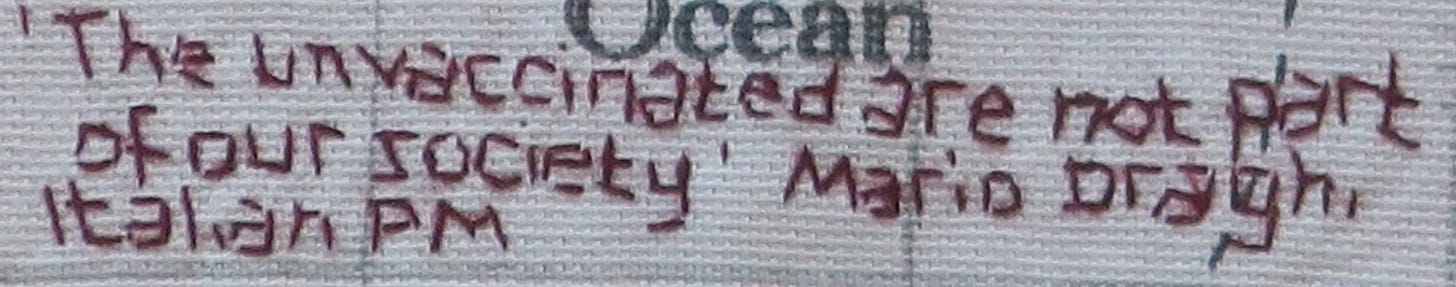 Ocean
'The unvaccinated are not part
of our society' Mario Draghi
Italian PM